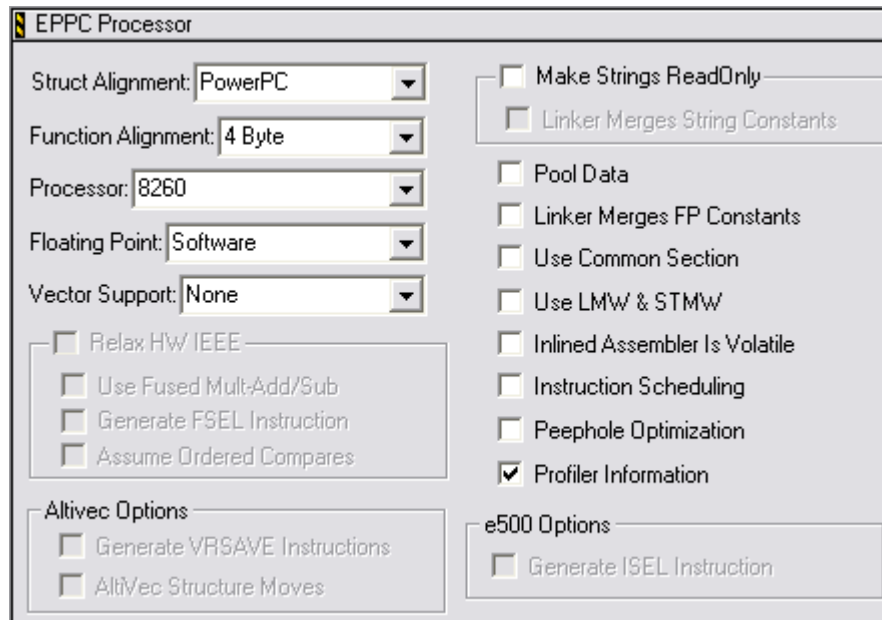 EPPC Processor
Struct Alignment: PowerPC
Function Alignment: 4 Byte
Processor: 8260
Floating Point: Software
Vector Support: None
Relax HW IEEE
Use Fused Mult-Add/Sub
Generate FSEL Instruction
Assume Ordered Compares
Altivec Options
Generate VRSAVE Instructions
AltiVec Structure Moves
Make Strings ReadOnly
Linker Merges String Constants
Pool Data
Linker Merges FP Constants
Use Common Section
Use LMW & STMW
Inlined Assembler Is Volatile
Instruction Scheduling
Peephole Optimization
Profiler Information
e500 Options
Generate ISEL Instruction